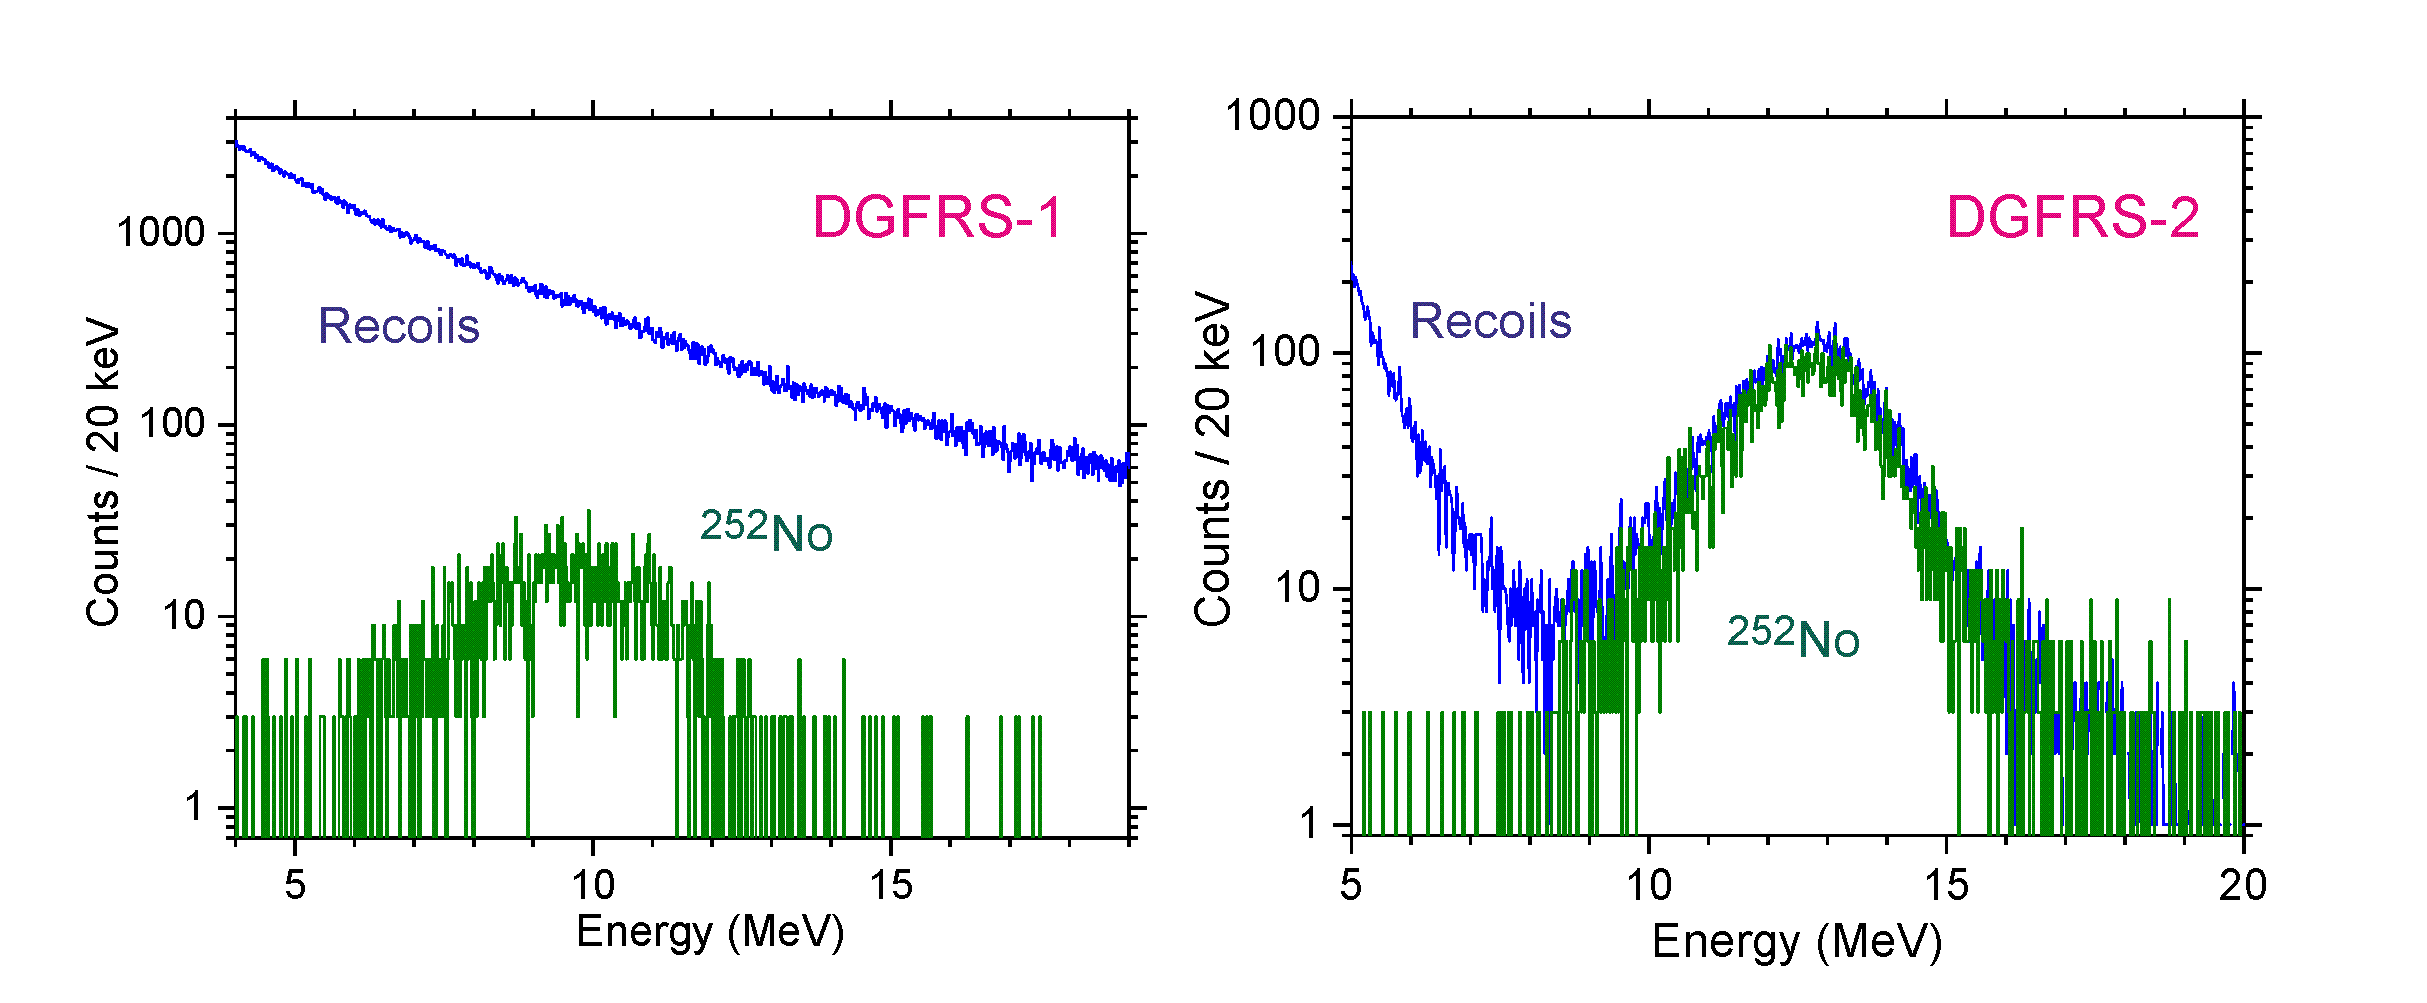 DGFRS-1
Recoils
²⁵²No
Counts / 20 keV
1000
100
10
1
5
10
15
Energy (MeV)
DGFRS-2
Recoils
²⁵²No
Counts / 20 keV
1000
100
10
1
5
10
15
20
Energy (MeV)